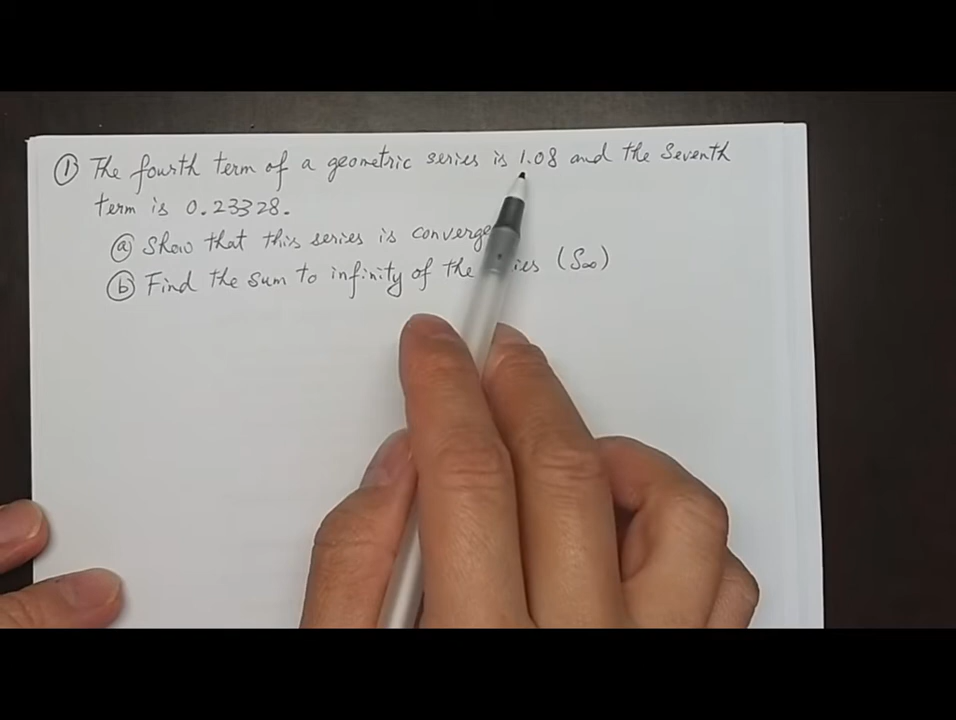 ① The fourth term of a geometric series is 1.08 and the Seventh
term is 0.23328.
ⓐ Show that this series is converge
ⓑ Find the sum to infinity of the ies (S∞)